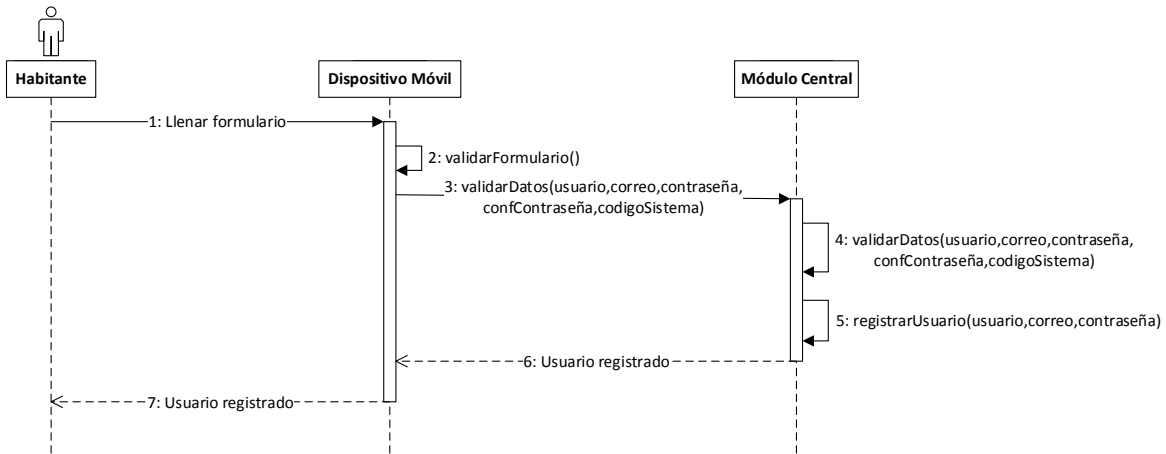 Habitante
Dispositivo Móvil
Módulo Central
1: Llenar formulario
2: validarFormulario()
3: validarDatos(usuario,correo,contraseña,
confContraseña,codigoSistema)
4: validarDatos(usuario,correo,contraseña,
confContraseña,codigoSistema)
5: registrarUsuario(usuario,correo,contraseña)
6: Usuario registrado
7: Usuario registrado